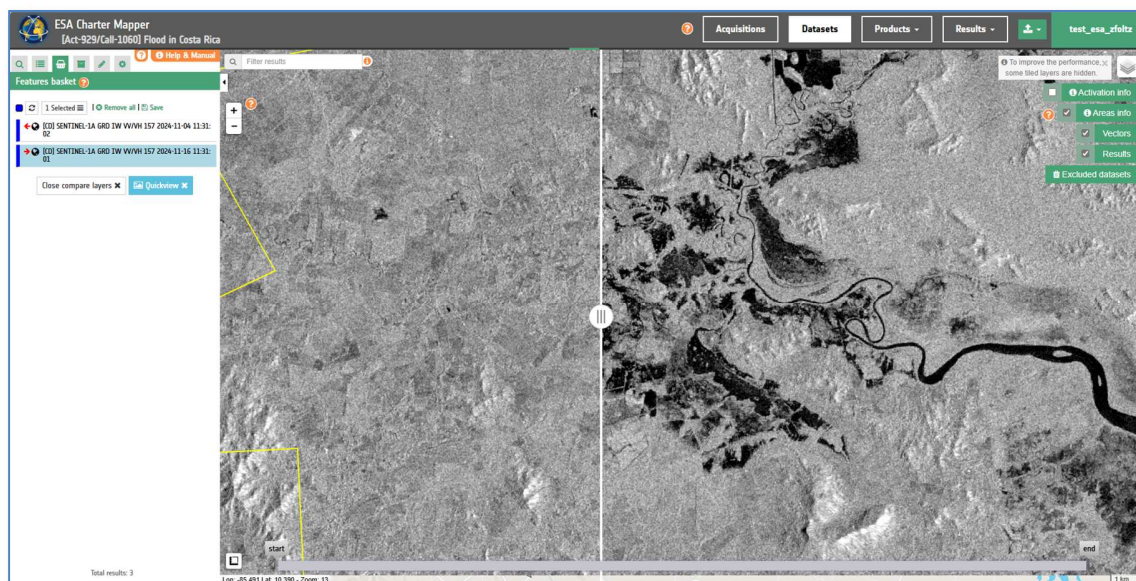 ESA Charter Mapper
[Act-929/Call-1060] Flood in Costa Rica
Acquisitions
Datasets
Products
Results
test_esa_zfoltz
Help & Manual
Features basket
Filter results
1 Selected
Remove all | Save
[CD] SENTINEL-1A GRD IW VV/VH 157 2024-11-04 11:31:
02
[CD] SENTINEL-1A GRD IW VV/VH 157 2024-11-16 11:31:
01
Close compare layers
Quickview
To improve the performance,
some tiled layers are hidden.
Activation info
Areas info
Vectors
Results
Excluded datasets
start
end
Total results: 3
Lon: -85.491 Lat: 10.390 - Zoom: 13
1 km